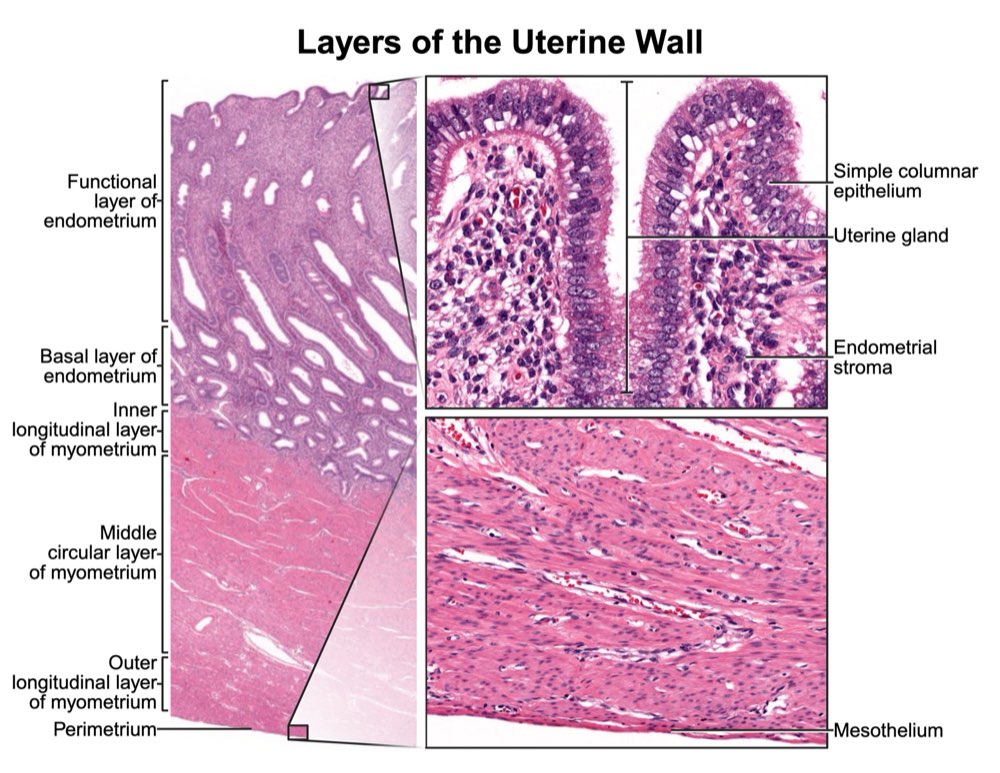 Layers of the Uterine Wall
Functional
layer of
endometrium
Basal layer of
endometrium
Inner
longitudinal layer
of myometrium
Middle
circular layer
of myometrium
Outer
longitudinal layer
of myometrium
Perimetrium
Simple columnar
epithelium
Uterine gland
Endometrial
stroma
Mesothelium